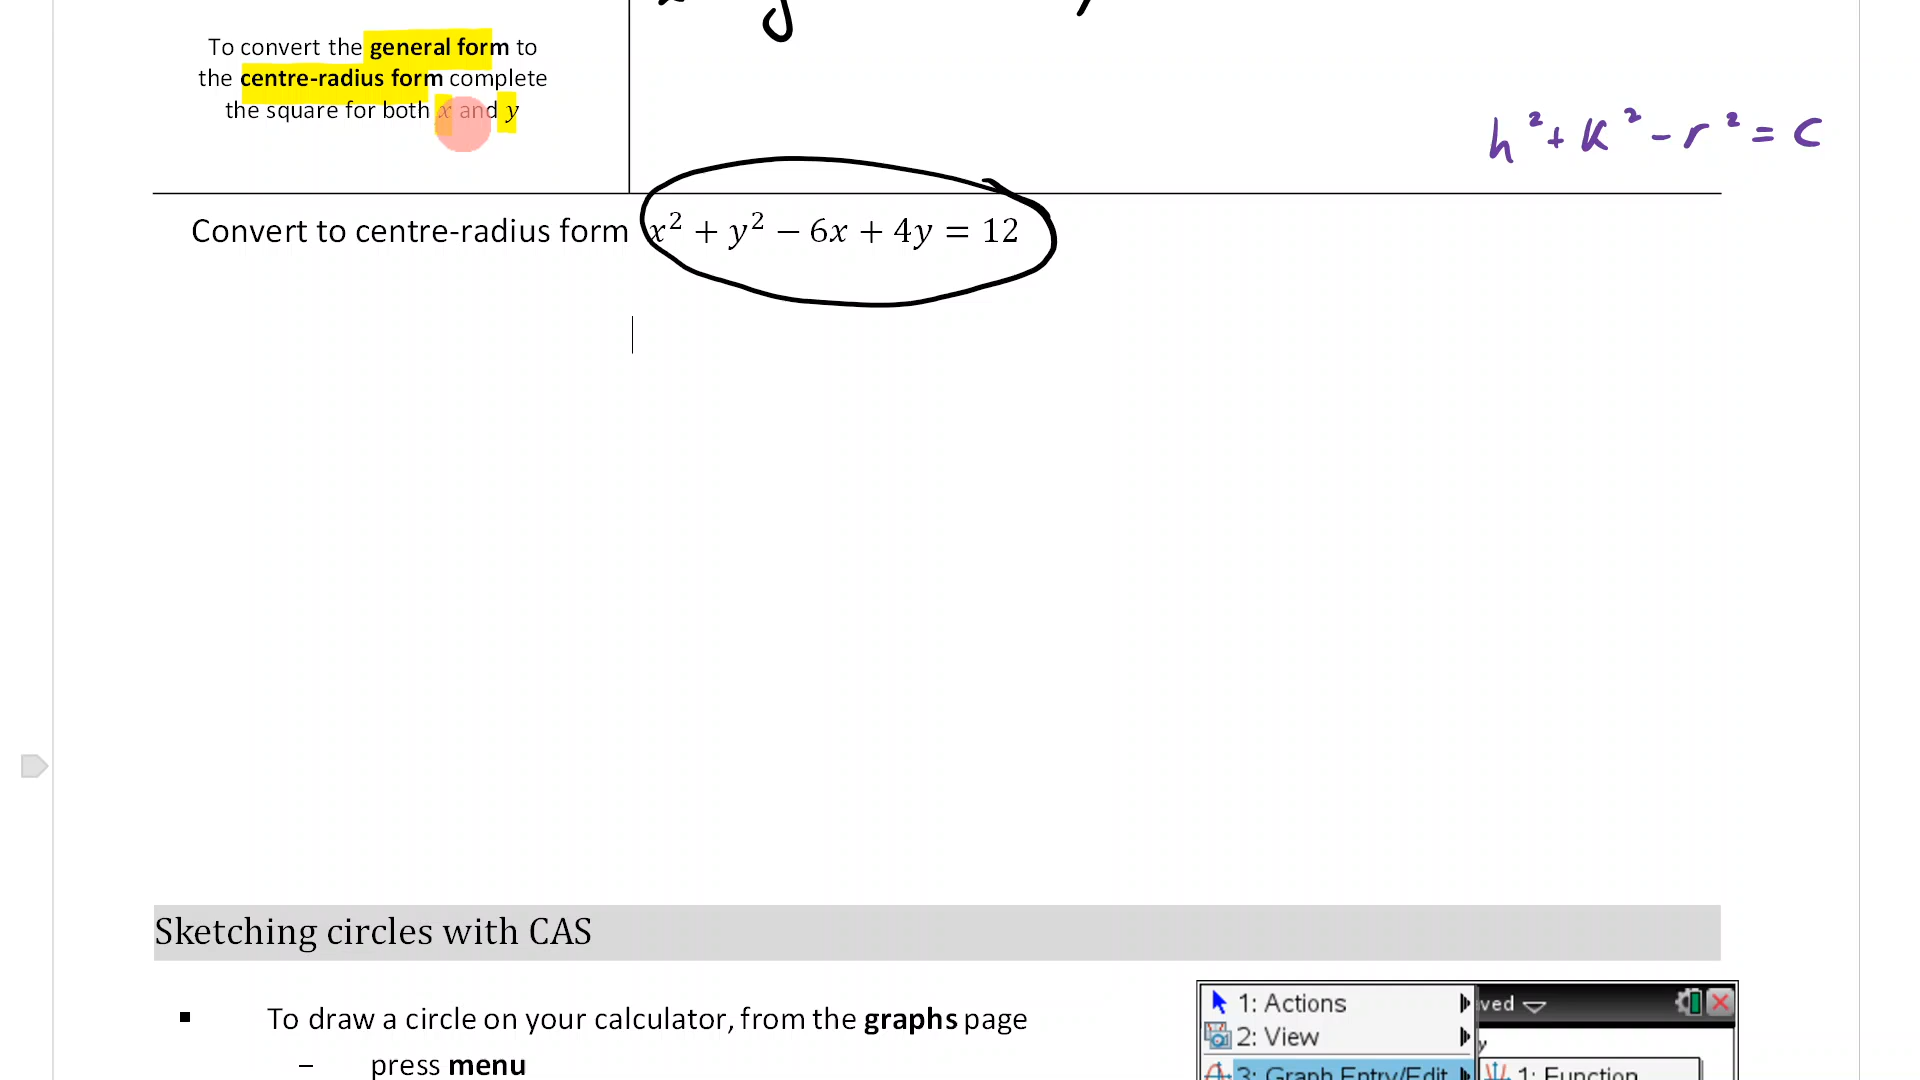 To convert the general form to
the centre-radius form complete
the square for both x and y
h² + k² − r² = c
Convert to centre-radius form x² + y² − 6x + 4y = 12
Sketching circles with CAS
▪ To draw a circle on your calculator, from the graphs page
− press menu
1: Actions
2: View
3: Graph Entry/Edit
ved
y
1: Function